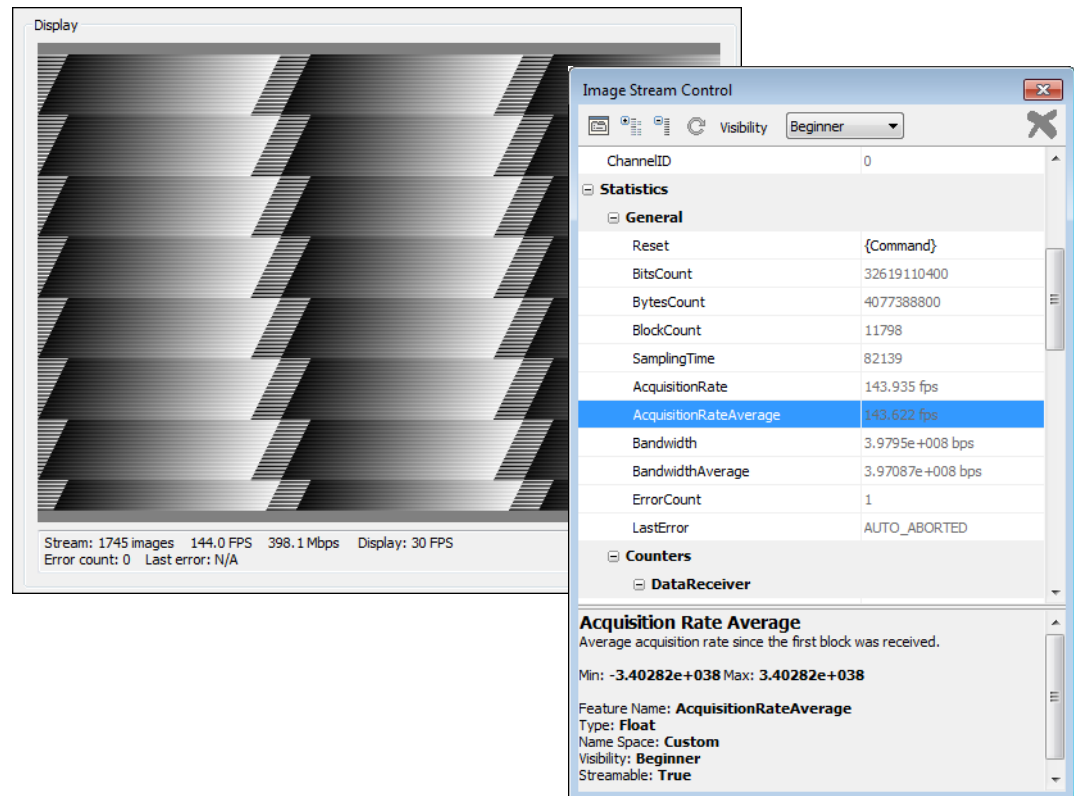 Display
Stream: 1745 images 144.0 FPS 398.1 Mbps Display: 30 FPS
Error count: 0 Last error: N/A
Image Stream Control
Visibility Beginner
ChannelID 0
Statistics
General
Reset {Command}
BitsCount 32619110400
BytesCount 4077388800
BlockCount 11798
SamplingTime 82139
AcquisitionRate 143.935 fps
AcquisitionRateAverage 143.622 fps
Bandwidth 3.9795e+008 bps
BandwidthAverage 3.97087e+008 bps
ErrorCount 1
LastError AUTO_ABORTED
Counters
DataReceiver
Acquisition Rate Average
Average acquisition rate since the first block was received.
Min: -3.40282e+038 Max: 3.40282e+038
Feature Name: AcquisitionRateAverage
Type: Float
Name Space: Custom
Visibility: Beginner
Streamable: True